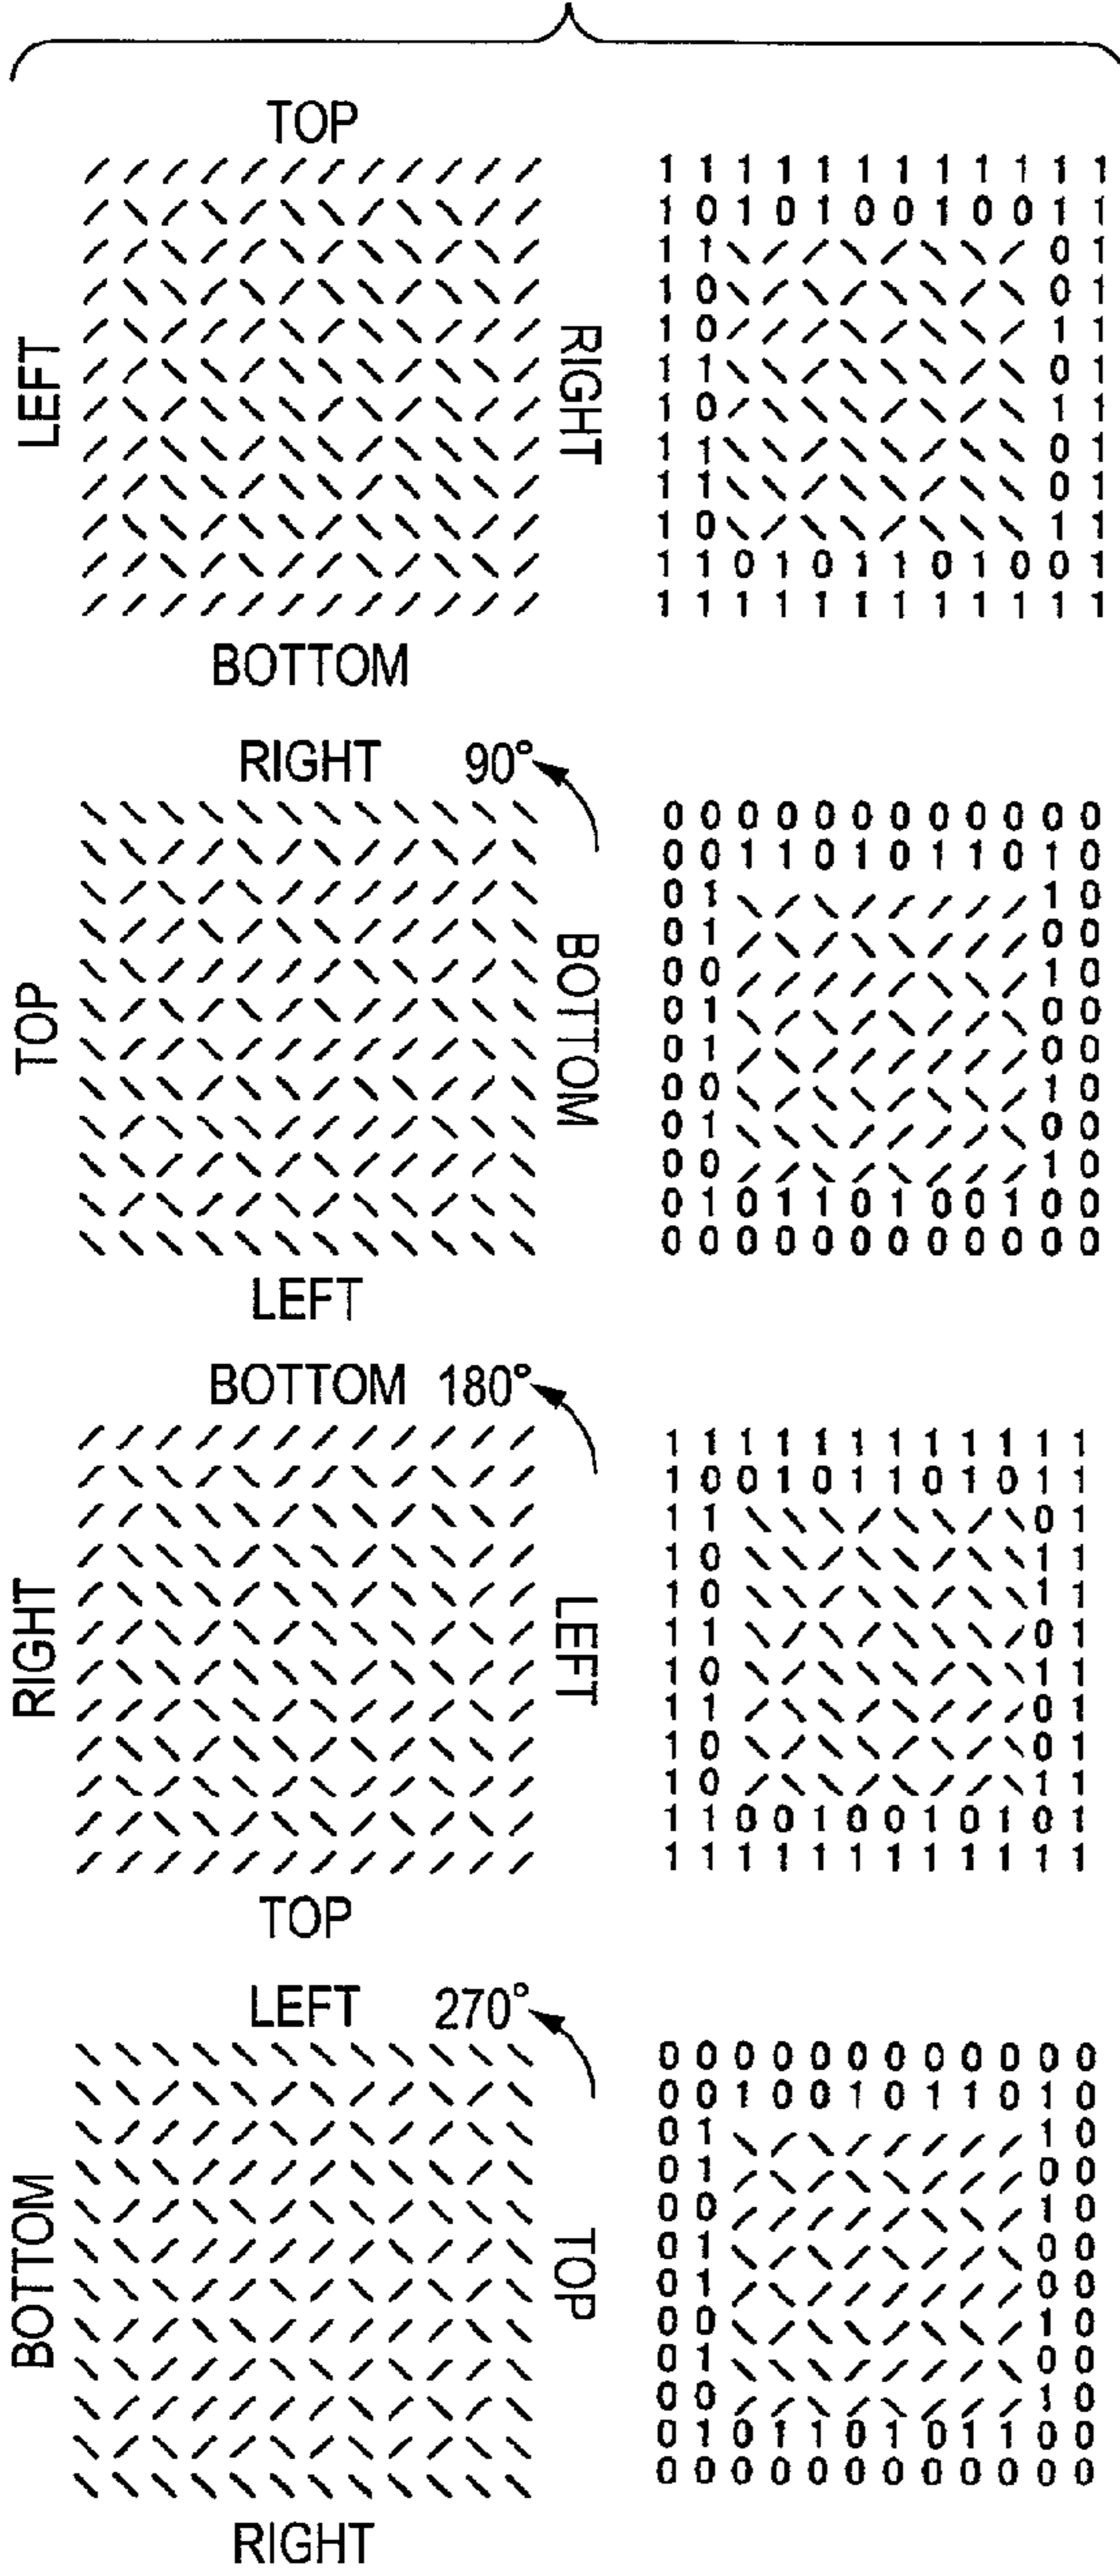 TOP
LEFT
RIGHT
BOTTOM
1 1 1 1 1 1 1 1 1 1 1 1
1 0 1 0 1 0 0 1 0 0 1 1
1 1 0 1
1 0 0 1
1 0 1 1
1 1 0 1
1 0 1 1
1 1 0 1
1 1 0 1
1 0 1 1
1 1 0 1 0 1 1 0 1 0 0 1
1 1 1 1 1 1 1 1 1 1 1 1
RIGHT 90°
TOP
BOTTOM
LEFT
0 0 0 0 0 0 0 0 0 0 0 0
0 0 1 1 0 1 0 1 1 0 1 0
0 1 1 0
0 1 0 0
0 0 1 0
0 1 0 0
0 1 0 0
0 0 1 0
0 1 0 0
0 0 1 0
0 1 0 1 1 0 1 0 0 1 0 0
0 0 0 0 0 0 0 0 0 0 0 0
BOTTOM 180°
RIGHT
LEFT
TOP
1 1 1 1 1 1 1 1 1 1 1 1
1 0 0 1 0 1 1 0 1 0 1 1
1 1 0 1
1 0 1 1
1 0 1 1
1 1 0 1
1 0 1 1
1 1 0 1
1 0 0 1
1 0 1 1
1 1 0 0 1 0 0 1 0 1 0 1
1 1 1 1 1 1 1 1 1 1 1 1
LEFT 270°
BOTTOM
TOP
RIGHT
0 0 0 0 0 0 0 0 0 0 0 0
0 0 1 0 0 1 0 1 1 0 1 0
0 1 1 0
0 1 0 0
0 0 1 0
0 1 0 0
0 1 0 0
0 0 1 0
0 1 0 0
0 0 1 0
0 1 0 1 1 0 1 0 1 1 0 0
0 0 0 0 0 0 0 0 0 0 0 0